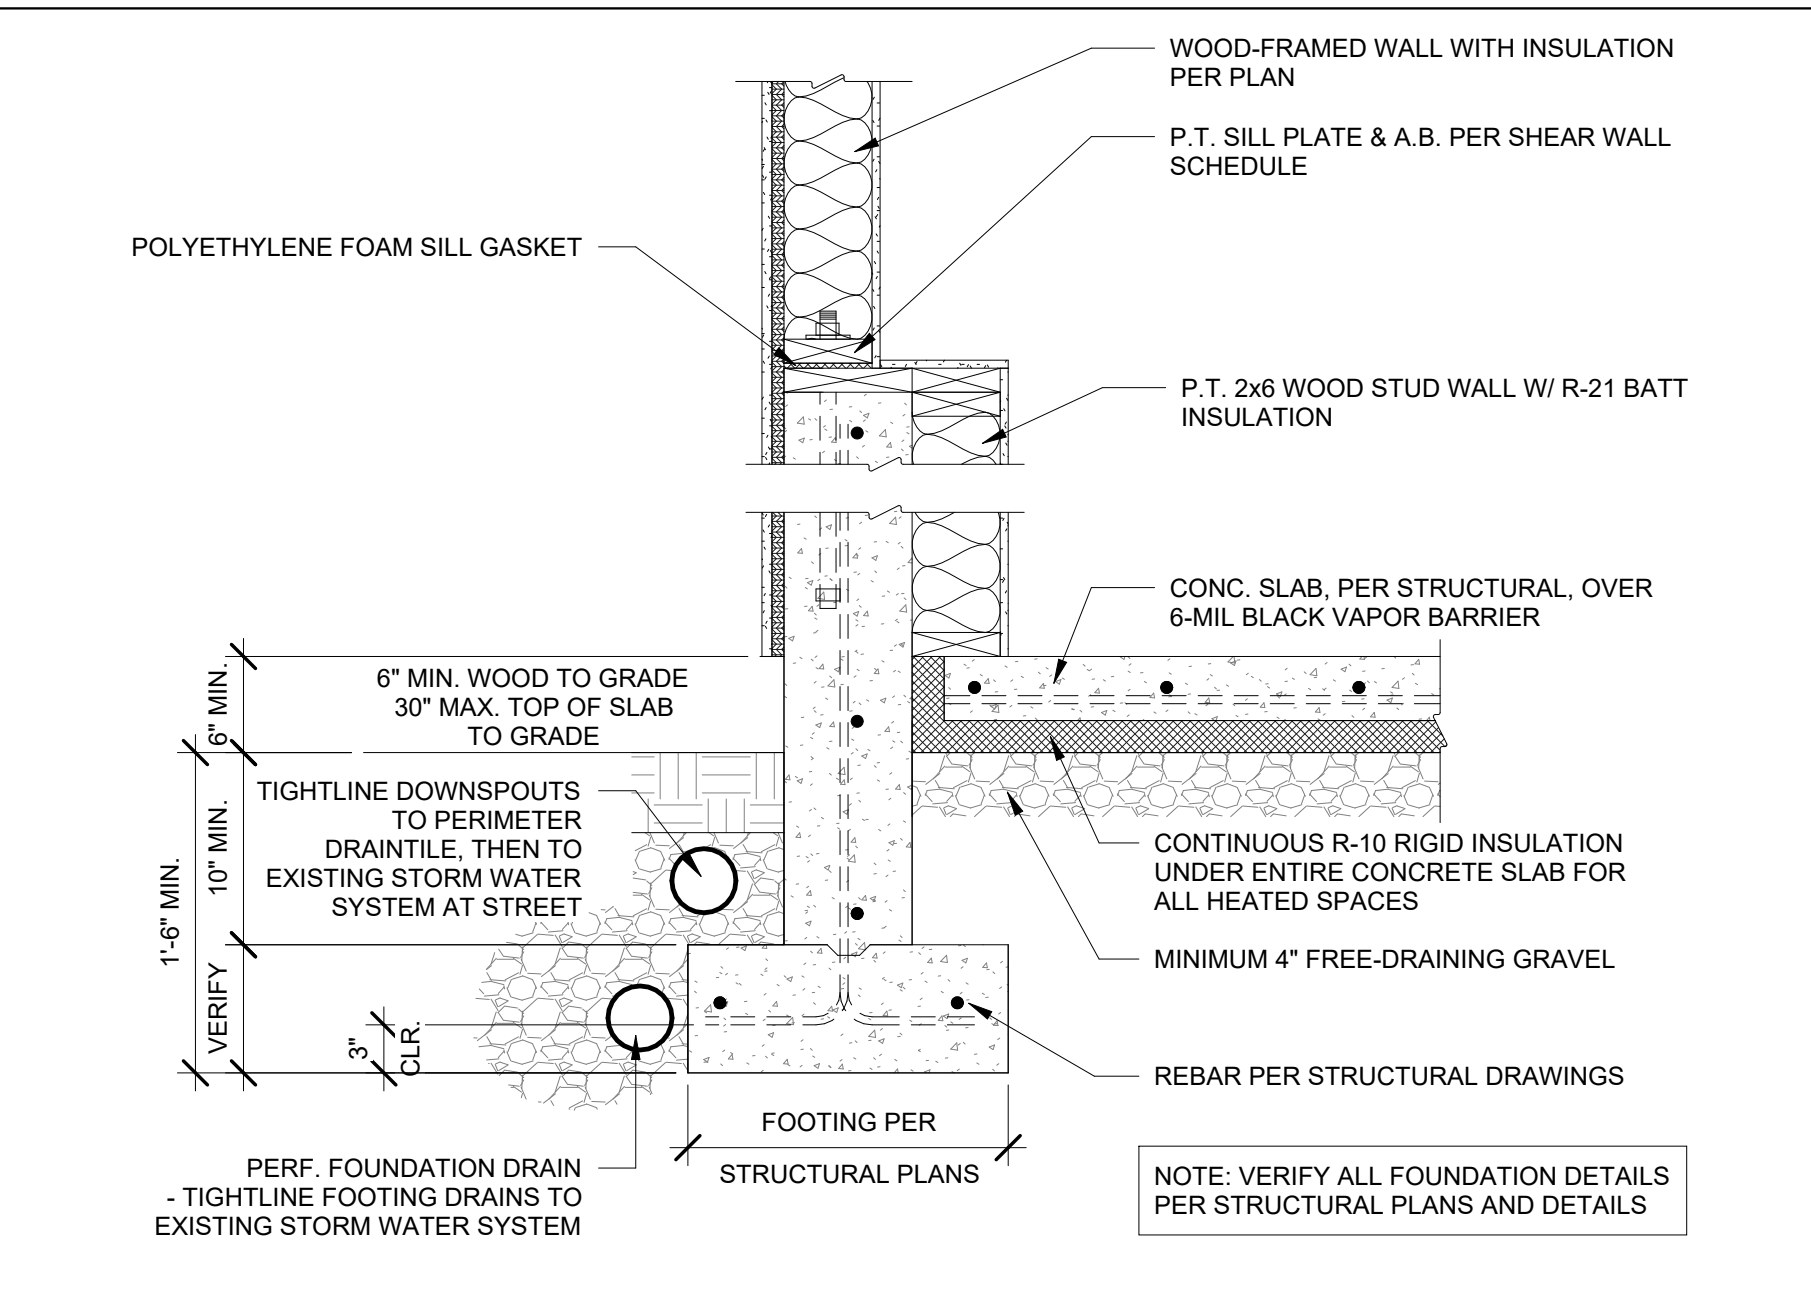 WOOD-FRAMED WALL WITH INSULATION
PER PLAN
P.T. SILL PLATE & A.B. PER SHEAR WALL
SCHEDULE
POLYETHYLENE FOAM SILL GASKET
P.T. 2x6 WOOD STUD WALL W/ R-21 BATT
INSULATION
CONC. SLAB, PER STRUCTURAL, OVER
6-MIL BLACK VAPOR BARRIER
6" MIN.
6" MIN. WOOD TO GRADE
30" MAX. TOP OF SLAB
TO GRADE
TIGHTLINE DOWNSPOUTS
TO PERIMETER
DRAINTILE, THEN TO
EXISTING STORM WATER
SYSTEM AT STREET
10" MIN.
1'-6" MIN.
VERIFY
3"
CLR.
CONTINUOUS R-10 RIGID INSULATION
UNDER ENTIRE CONCRETE SLAB FOR
ALL HEATED SPACES
MINIMUM 4" FREE-DRAINING GRAVEL
REBAR PER STRUCTURAL DRAWINGS
FOOTING PER
STRUCTURAL PLANS
PERF. FOUNDATION DRAIN
- TIGHTLINE FOOTING DRAINS TO
EXISTING STORM WATER SYSTEM
NOTE: VERIFY ALL FOUNDATION DETAILS
PER STRUCTURAL PLANS AND DETAILS